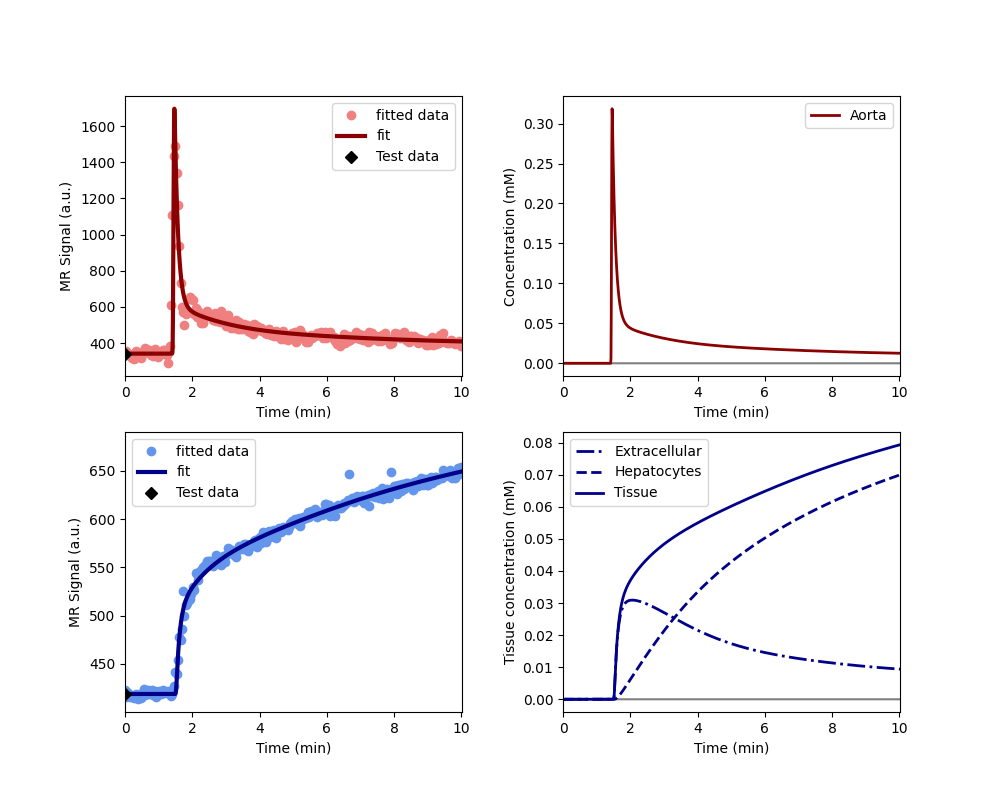 MR Signal (a.u.)
1600
1400
1200
1000
800
600
400
fitted data
fit
Test data
0 2 4 6 8 10
Time (min)
Concentration (mM)
0.30
0.25
0.20
0.15
0.10
0.05
0.00
Aorta
0 2 4 6 8 10
Time (min)
MR Signal (a.u.)
650
600
550
500
450
fitted data
fit
Test data
0 2 4 6 8 10
Time (min)
Tissue concentration (mM)
0.08
0.07
0.06
0.05
0.04
0.03
0.02
0.01
0.00
Extracellular
Hepatocytes
Tissue
0 2 4 6 8 10
Time (min)